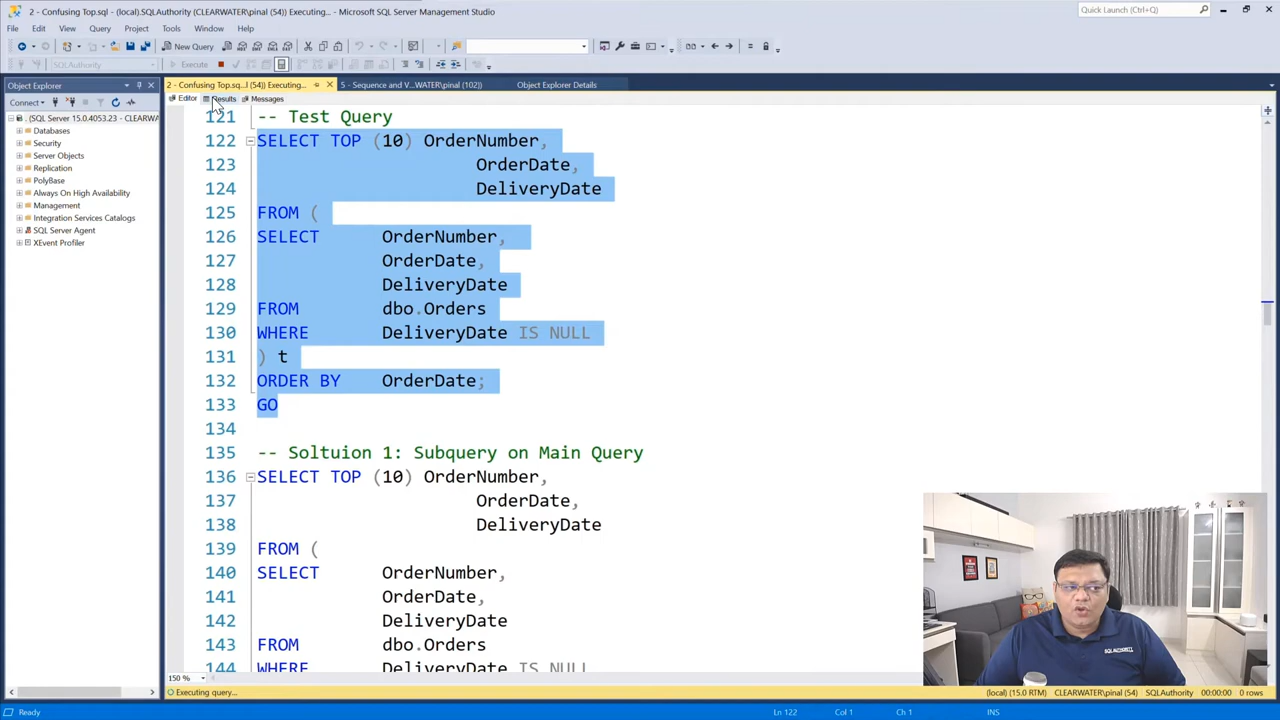 2 - Confusing Top.sql - (local).SQLAuthority (CLEARWATER\pinal (54)) Executing... - Microsoft SQL Server Management Studio
Quick Launch (Ctrl+Q)
File Edit View Query Project Tools Window Help
New Query
SQLAuthority
Execute
Object Explorer
2 - Confusing Top.sq...l (54)) Executing...
5 - Sequence and V...WATER\pinal (102))
Object Explorer Details
Connect
Editor
Results
Messages
. (SQL Server 15.0.4053.23 - CLEARWA
Databases
Security
Server Objects
Replication
PolyBase
Always On High Availability
Management
Integration Services Catalogs
SQL Server Agent
XEvent Profiler
121 -- Test Query
122 SELECT TOP (10) OrderNumber,
123 OrderDate,
124 DeliveryDate
125 FROM (
126 SELECT OrderNumber,
127 OrderDate,
128 DeliveryDate
129 FROM dbo.Orders
130 WHERE DeliveryDate IS NULL
131 ) t
132 ORDER BY OrderDate;
133 GO
134
135 -- Soltuion 1: Subquery on Main Query
136 SELECT TOP (10) OrderNumber,
137 OrderDate,
138 DeliveryDate
139 FROM (
140 SELECT OrderNumber,
141 OrderDate,
142 DeliveryDate
143 FROM dbo.Orders
144 WHERE DeliveryDate IS NULL
SQLAUTHORITY
150 %
Executing query...
(local) (15.0 RTM)
CLEARWATER\pinal (54)
SQLAuthority
00:00:00
0 rows
Ready
Ln 122
Col 1
Ch 1
INS